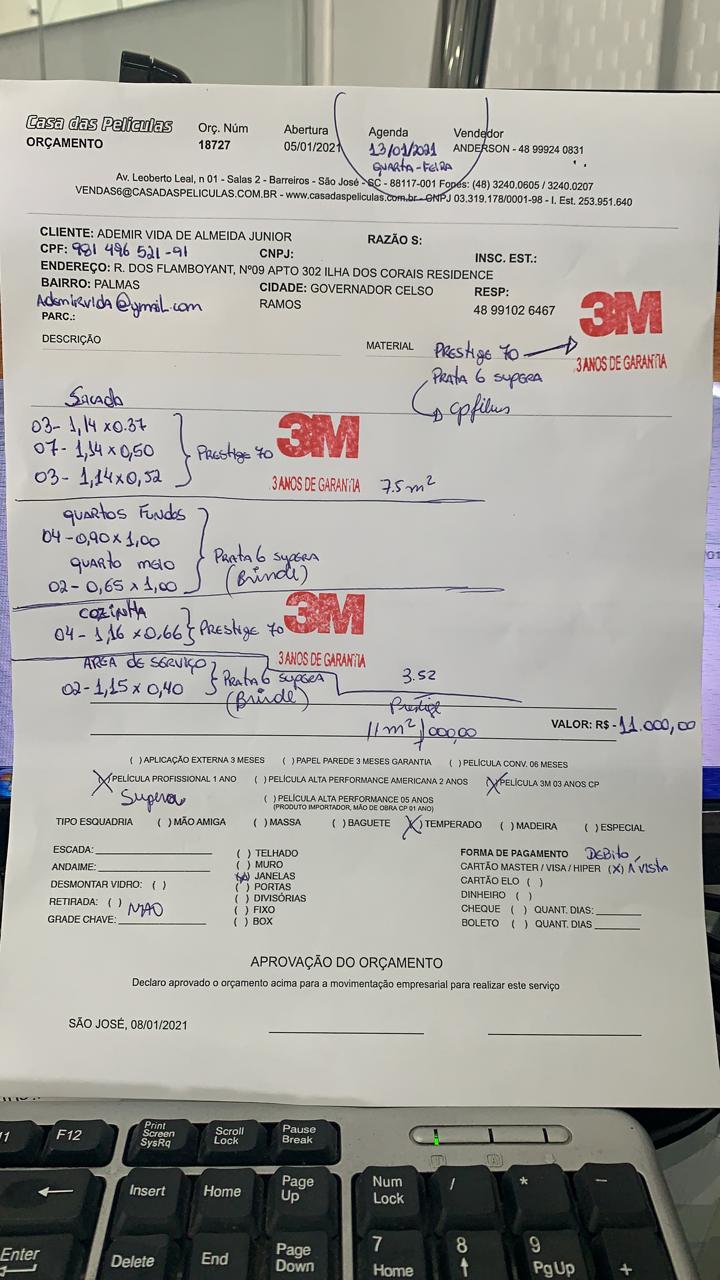 Casa das Películas
ORÇAMENTO
Orç. Núm
18727
Abertura
05/01/2021
Agenda
13/01/2021
QUARTA-FEIRA
Vendedor
ANDERSON - 48 99924 0831
Av. Leoberto Leal, n 01 - Salas 2 - Barreiros - São José - SC - 88117-001 Fones: (48) 3240.0605 / 3240.0207
VENDAS6@CASADASPELICULAS.COM.BR - www.casadaspeliculas.com.br - CNPJ 03.319.178/0001-98 - I. Est. 253.951.640
CLIENTE: ADEMIR VIDA DE ALMEIDA JUNIOR
RAZÃO S:
CPF: 981 496 521-91
CNPJ:
INSC. EST.:
ENDEREÇO: R. DOS FLAMBOYANT, Nº09 APTO 302 ILHA DOS CORAIS RESIDENCE
BAIRRO: PALMAS
CIDADE: GOVERNADOR CELSO
RAMOS
RESP:
48 99102 6467
Ademirvida@gmail.com
PARC.:
3M
3 ANOS DE GARANTIA
DESCRIÇÃO
MATERIAL
PRESTIGE 70
PRATA 6 SUPERA
Cpfilms
Sacada
03- 1,14 x0.37
07- 1,14 x 0,50
03- 1,14x0,52
PRESTIGE 70
3M
3 ANOS DE GARANTIA
7.5 m²
QUARTOS FUNDOS
04-0,90 x 1,00
QUARTO MEIO
02- 0,65 x 1,00
PRATA 6 SUPERA
(Brinde)
COZINHA
04- 1,16 x0,66
PRESTIGE 70
3M
3 ANOS DE GARANTIA
ÁREA DE SERVIÇO
02- 1,15 x 0,40
PRATA 6 SUPERA
(Brinde)
3.52
Prestige
11 m²
000,00
VALOR: R$ -11.000,00
( ) APLICAÇÃO EXTERNA 3 MESES ( ) PAPEL PAREDE 3 MESES GARANTIA ( ) PELÍCULA CONV. 06 MESES
(X) PELÍCULA PROFISSIONAL 1 ANO ( ) PELÍCULA ALTA PERFORMANCE AMERICANA 2 ANOS (X) PELÍCULA 3M 03 ANOS CP
Supera
( ) PELÍCULA ALTA PERFORMANCE 05 ANOS
(PRODUTO IMPORTADOR, MÃO DE OBRA CP 01 ANO)
TIPO ESQUADRIA ( ) MÃO AMIGA ( ) MASSA ( ) BAGUETE (X) TEMPERADO ( ) MADEIRA ( ) ESPECIAL
ESCADA:
ANDAIME:
DESMONTAR VIDRO: ( )
RETIRADA: ( ) NÃO
GRADE CHAVE:
( ) TELHADO
( ) MURO
(X) JANELAS
( ) PORTAS
( ) DIVISÓRIAS
( ) FIXO
( ) BOX
FORMA DE PAGAMENTO DÉBITO
CARTÃO MASTER / VISA / HIPER (X) À VISTA
CARTÃO ELO ( )
DINHEIRO ( )
CHEQUE ( ) QUANT. DIAS:
BOLETO ( ) QUANT. DIAS
APROVAÇÃO DO ORÇAMENTO
Declaro aprovado o orçamento acima para a movimentação empresarial para realizar este serviço
SÃO JOSÉ, 08/01/2021
F12
Print
Screen
SysRq
Scroll
Lock
Pause
Break
Insert
Home
Page
Up
Num
Lock
/
*
−
Enter
Delete
End
Page
Down
7
Home
8
9
PgUp
+